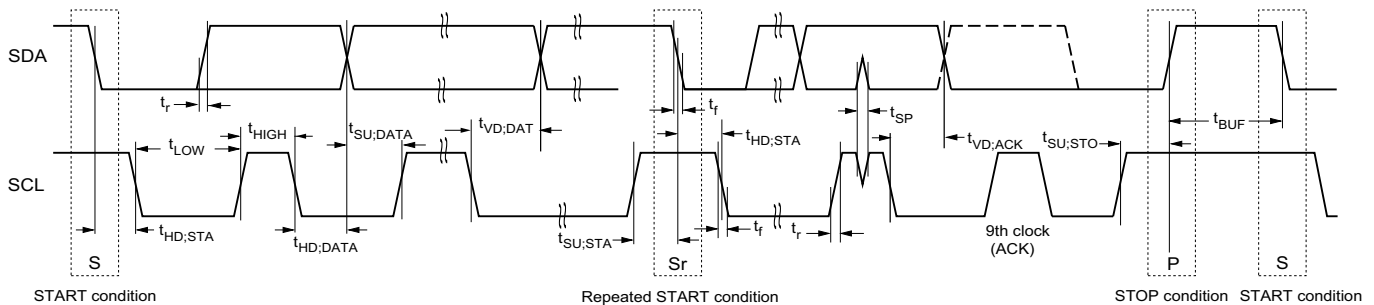 SDA
t_r
t_HIGH
t_LOW
t_SU;DATA
t_VD;DAT
t_f
t_HD;STA
t_SP
t_VD;ACK
t_SU;STO
t_BUF
SCL
t_HD;STA
t_HD;DATA
t_SU;STA
t_f
t_r
9th clock
(ACK)
S
Sr
P
S
START condition
Repeated START condition
STOP condition
START condition